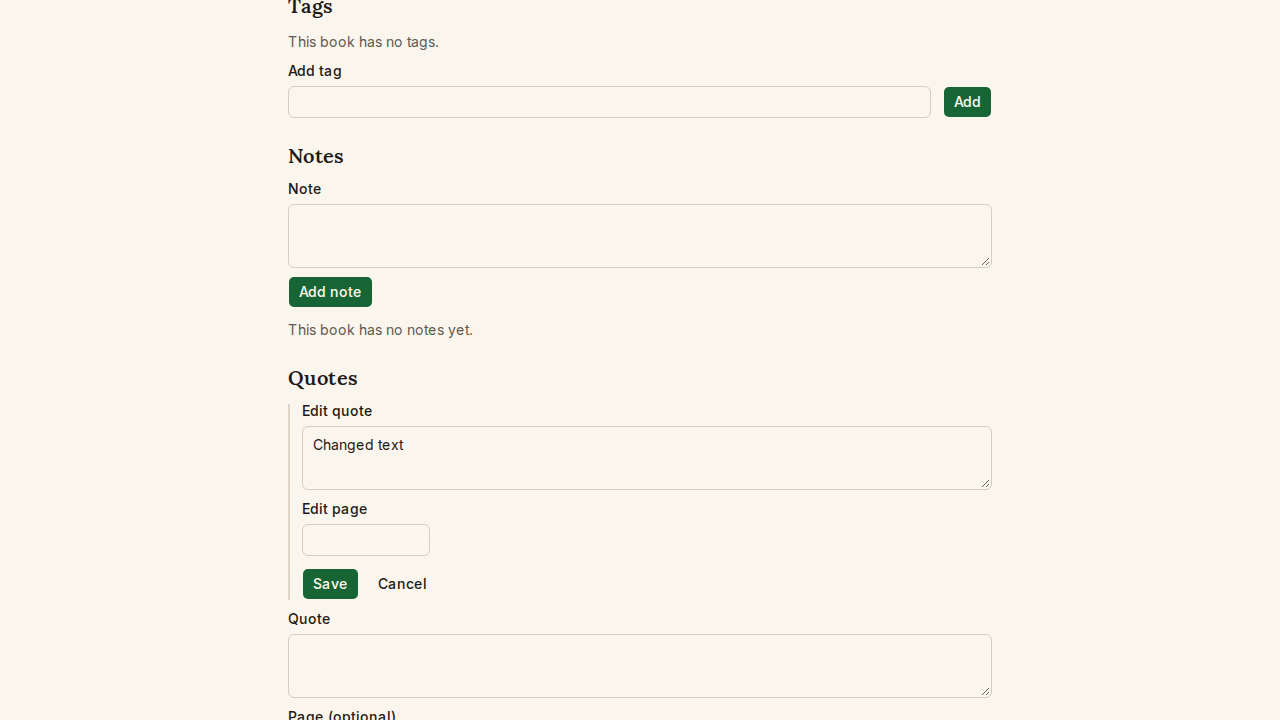 Tags
This book has no tags.
Add tag
Add
Notes
Note
Add note
This book has no notes yet.
Quotes
Edit quote
Changed text
Edit page
Save Cancel
Quote
Page (optional)